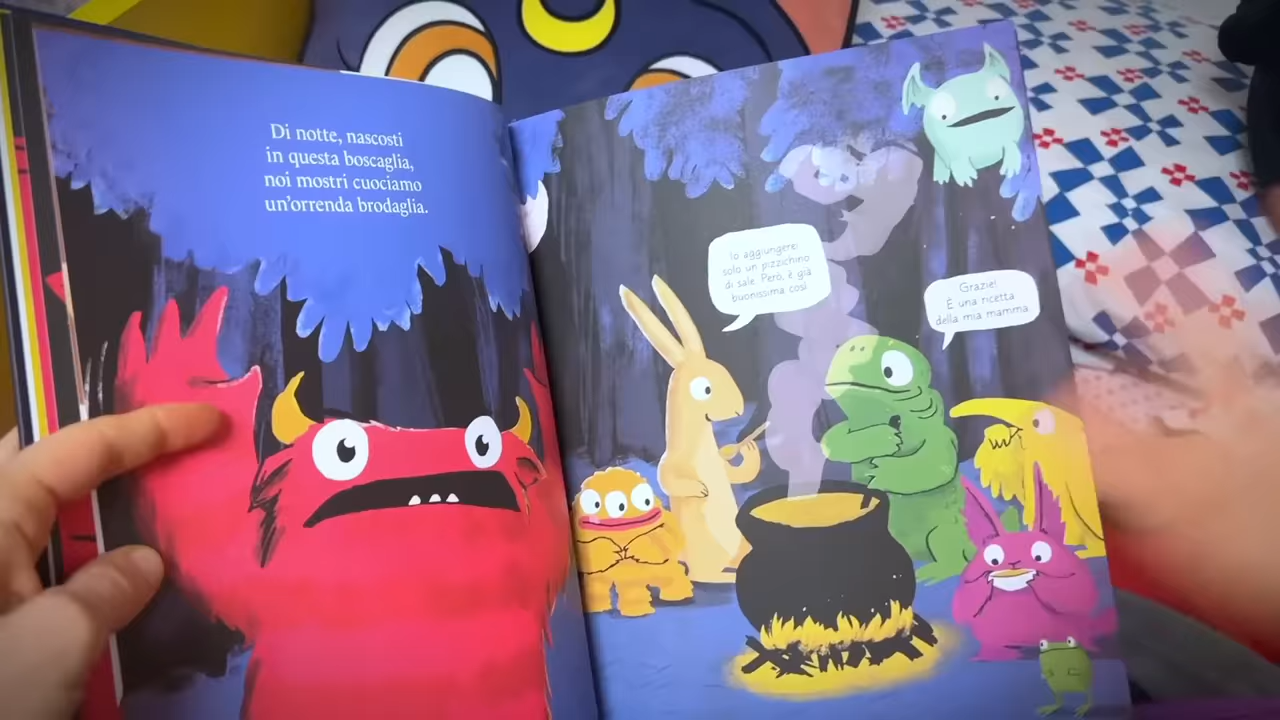 Di notte, nascosti
in questa boscaglia,
noi mostri cuociamo
un'orrenda brodaglia.
Io aggiungerei
solo un pizzichino
di sale. Però, è già
buonissima così.
Grazie!
È una ricetta
della mia mamma.